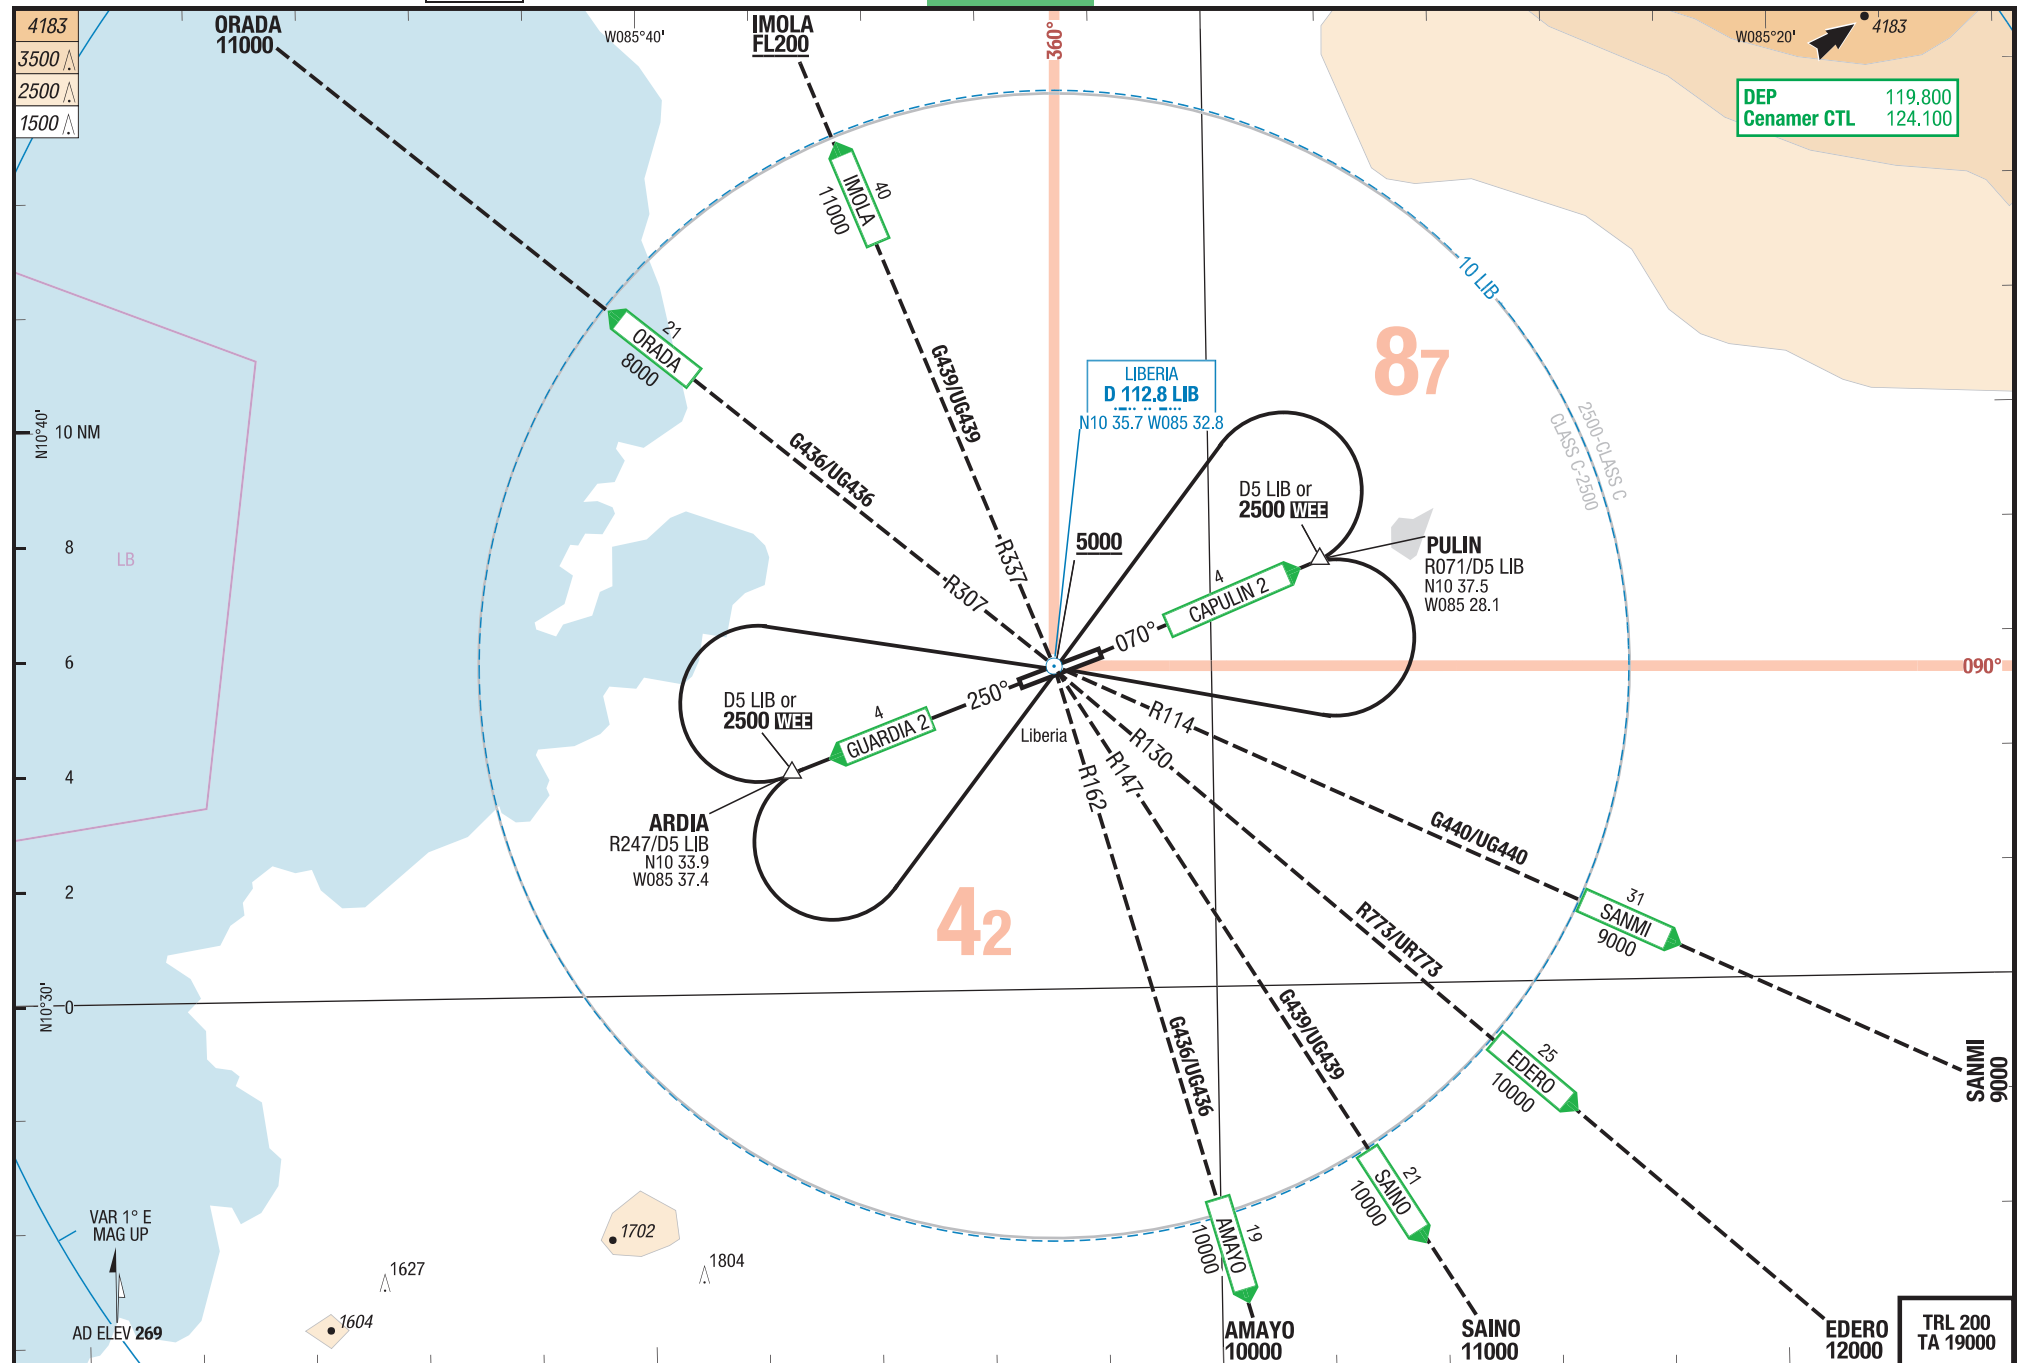 4183
3500
2500
1500
ORADA
11000
W085°40'
IMOLA
FL200
360°
W085°20'
4183
DEP 119.800
Cenamer CTL 124.100
40
IMOLA
11000
10 LIB
21
ORADA
8000
G439/UG439
87
LIBERIA
D 112.8 LIB
N10 35.7 W085 32.8
2500-CLASS C
CLASS C-2500
N10°40'
10 NM
G436/UG436
D5 LIB or
2500 WEE
LB
8
5000
PULIN
R071/D5 LIB
N10 37.5
W085 28.1
R337
R307
4
CAPULIN 2
070°
6
090°
250°
D5 LIB or
2500 WEE
4
GUARDIA 2
Liberia
R114
R130
R147
R162
4
ARDIA
R247/D5 LIB
N10 33.9
W085 37.4
G440/UG440
2
42
31
SANMI
9000
R773/UR773
N10°30'
0
G439/UG439
G436/UG436
25
EDERO
10000
SANMI
9000
21
SAINO
10000
19
AMAYO
10000
VAR 1° E
MAG UP
1702
1627
1804
1604
AD ELEV 269
AMAYO
10000
SAINO
11000
EDERO
12000
TRL 200
TA 19000